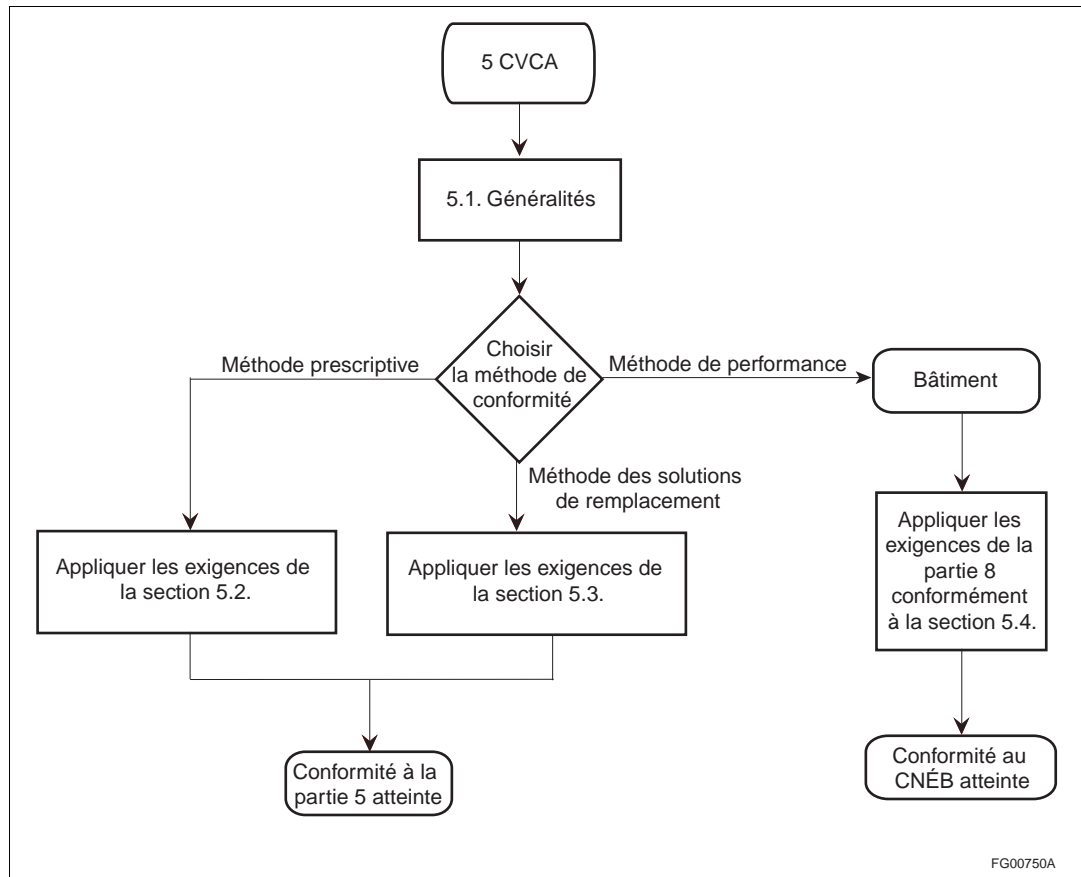 5 CVCA
5.1. Généralités
Choisir
la méthode de
conformité
Méthode prescriptive
Méthode de performance
Bâtiment
Méthode des solutions
de remplacement
Appliquer les exigences de
la section 5.2.
Appliquer les exigences de
la section 5.3.
Appliquer les
exigences de la
partie 8
conformément
à la section 5.4.
Conformité à la
partie 5 atteinte
Conformité au
CNÉB atteinte
FG00750A